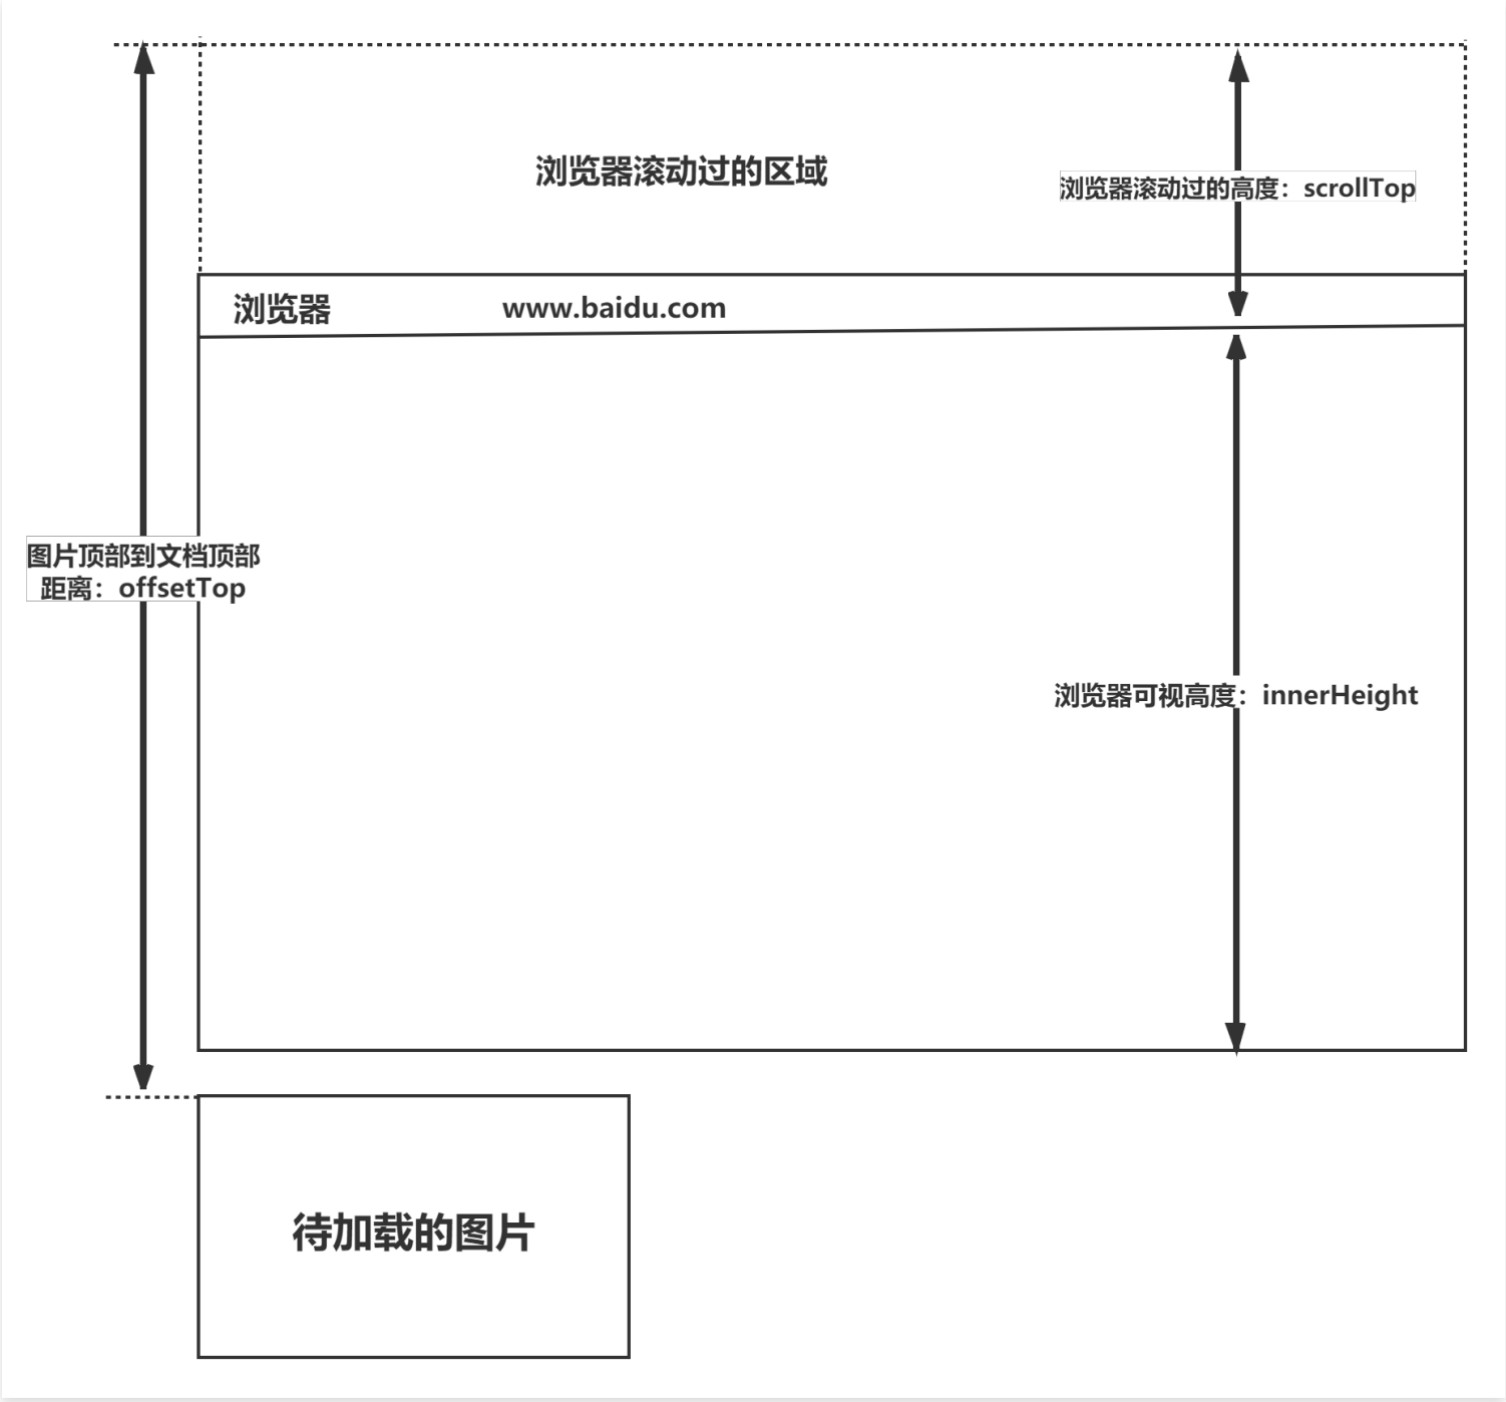 浏览器滚动过的区域
浏览器滚动过的高度：scrollTop
浏览器 www.baidu.com
图片顶部到文档顶部
距离：offsetTop
浏览器可视高度：innerHeight
待加载的图片